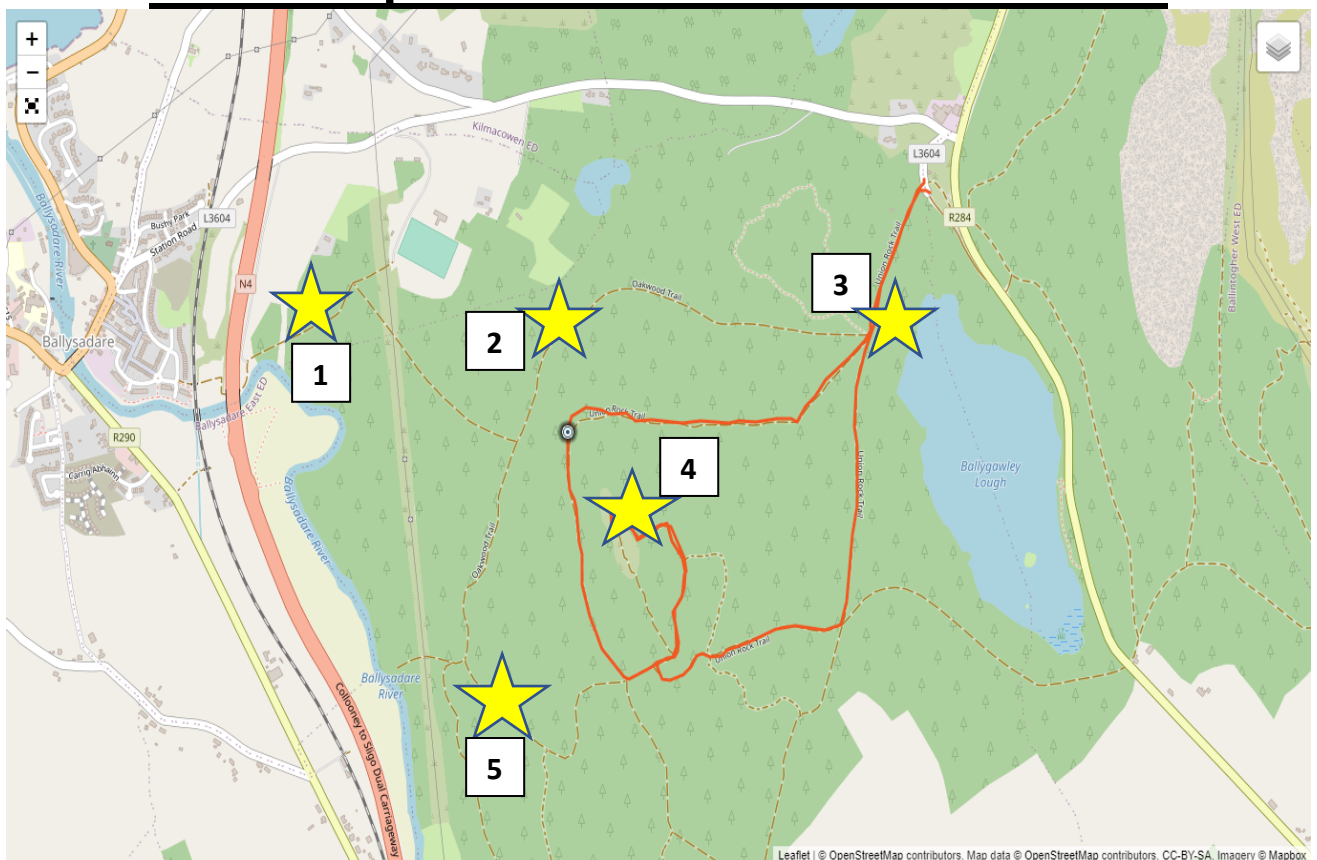 +
−
Kilmacowen ED
L3604
L3604
Bushy Park
Station Road
Ballysadare River
R284
Union Rock Trail
Ballintogher West ED
N4
Oakwood Trail
3
2
Ballysadare
1
Ballysadare East ED
Union Rock Trail
R290
4
Carrig Abhainn
Ballygawley
Lough
Union Rock Trail
Ballysadare River
Oakwood Trail
Union Rock Trail
Ballysadare
River
Collooney to Sligo Dual Carriageway
5
Leaflet | © OpenStreetMap contributors, Map data © OpenStreetMap contributors, CC-BY-SA, Imagery © Mapbox